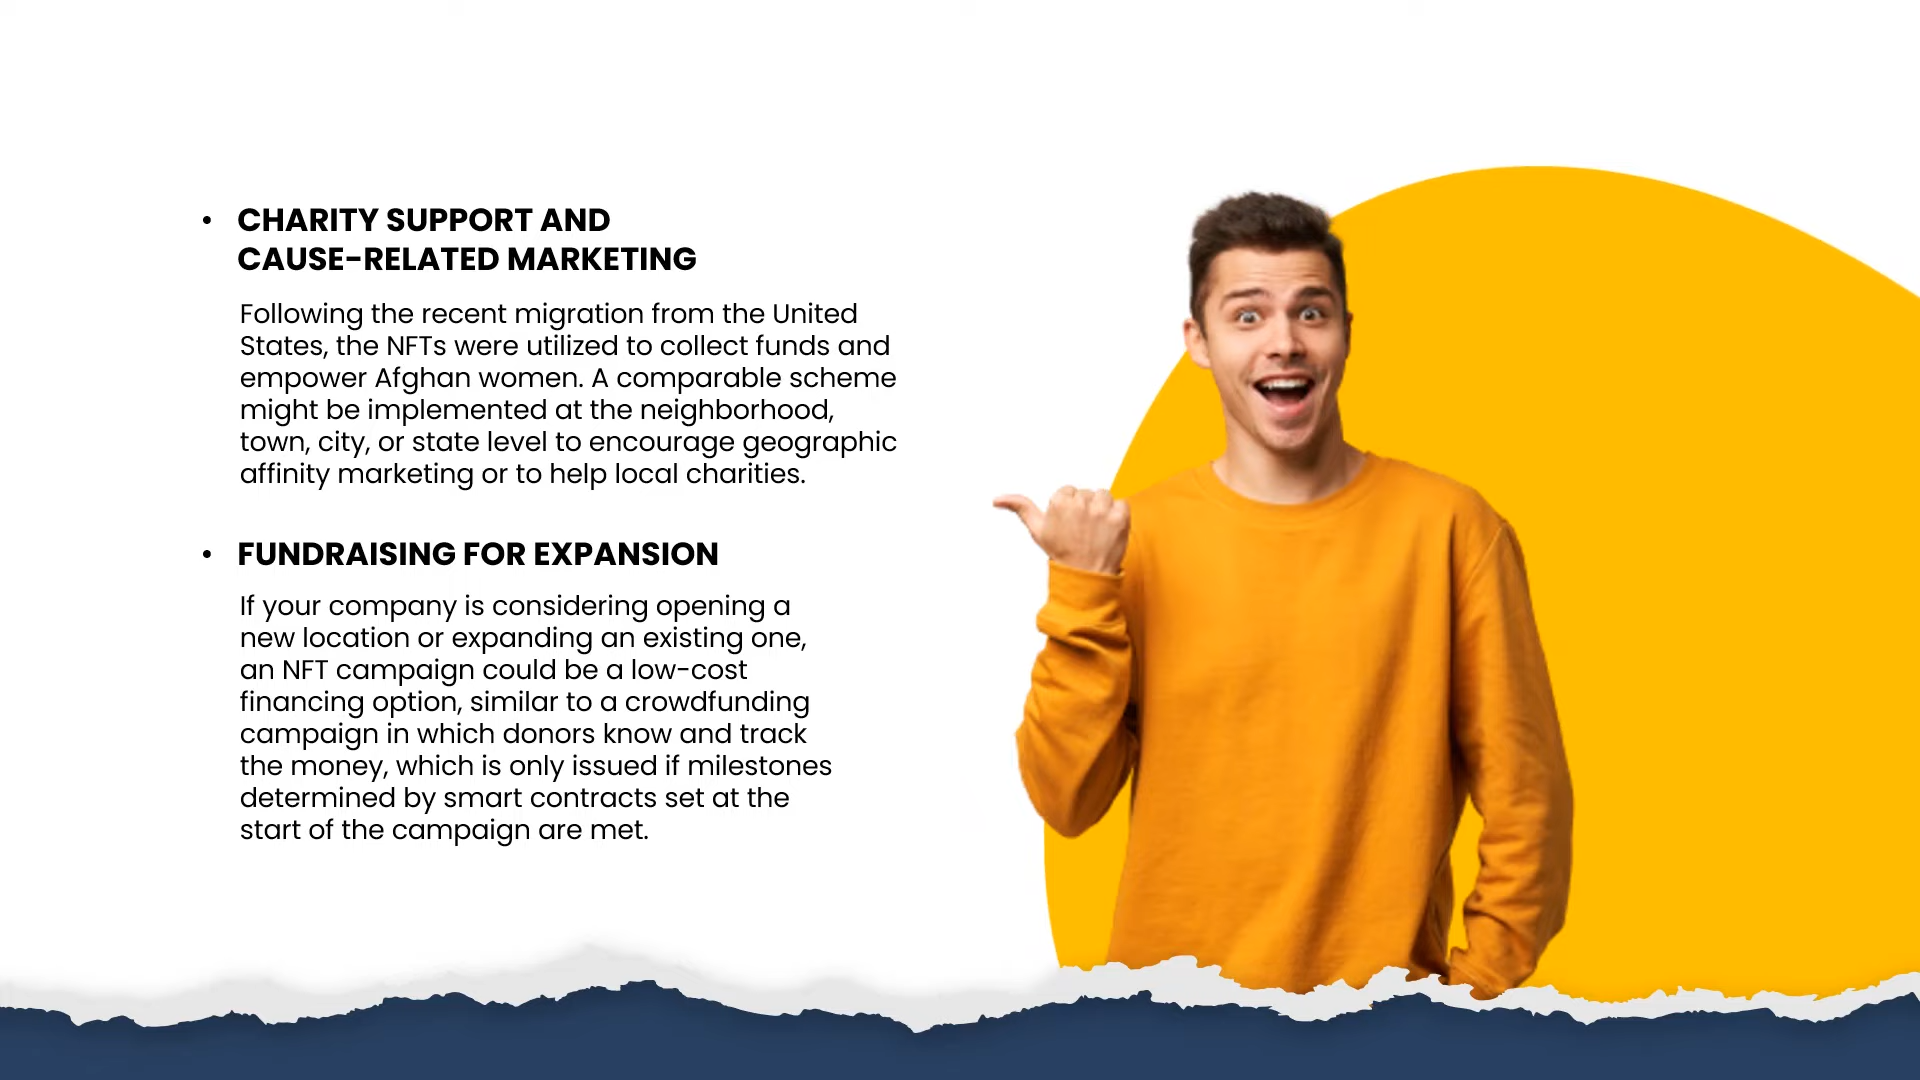 • CHARITY SUPPORT AND
CAUSE-RELATED MARKETING
Following the recent migration from the United
States, the NFTs were utilized to collect funds and
empower Afghan women. A comparable scheme
might be implemented at the neighborhood,
town, city, or state level to encourage geographic
affinity marketing or to help local charities.
• FUNDRAISING FOR EXPANSION
If your company is considering opening a
new location or expanding an existing one,
an NFT campaign could be a low-cost
financing option, similar to a crowdfunding
campaign in which donors know and track
the money, which is only issued if milestones
determined by smart contracts set at the
start of the campaign are met.